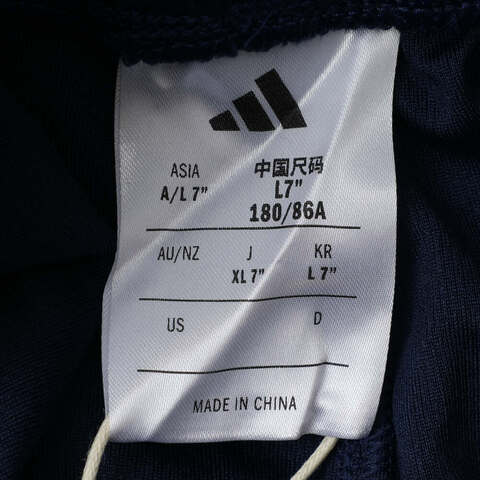 ASIA
A/L 7"
中国尺码
L7"
180/86A
AU/NZ
J
XL 7"
KR
L 7"
US
D
MADE IN CHINA